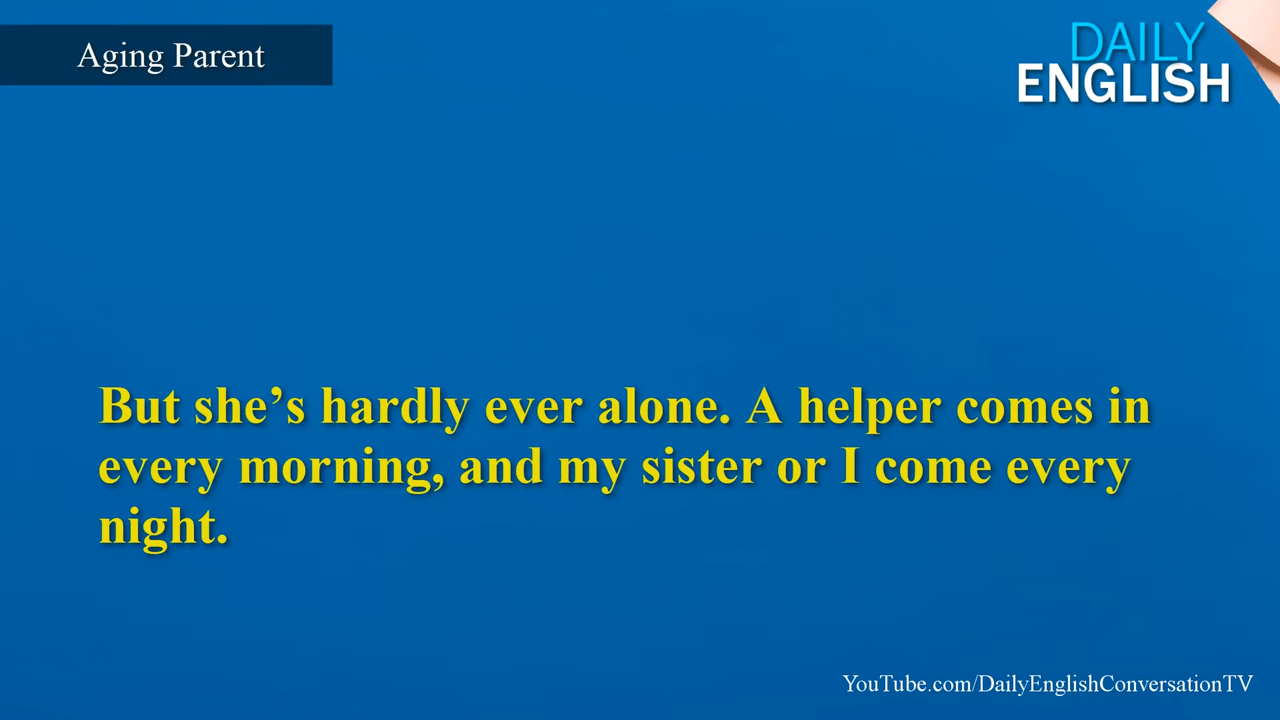 Aging Parent
DAILY
ENGLISH
But she’s hardly ever alone. A helper comes in
every morning, and my sister or I come every
night.
YouTube.com/DailyEnglishConversationTV